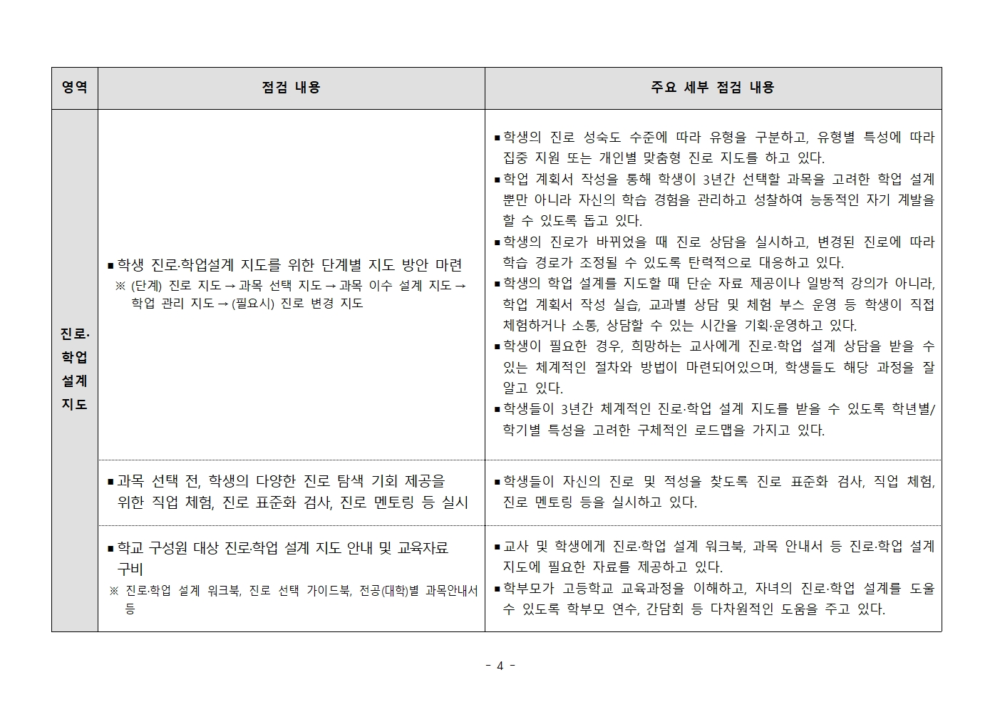 영역
점검 내용
주요 세부 점검 내용
진로·
학업
설계
지도
■ 학생 진로·학업설계 지도를 위한 단계별 지도 방안 마련
※ (단계) 진로 지도 → 과목 선택 지도 → 과목 이수 설계 지도 →
학업 관리 지도 → (필요시) 진로 변경 지도
■ 학생의 진로 성숙도 수준에 따라 유형을 구분하고, 유형별 특성에 따라
집중 지원 또는 개인별 맞춤형 진로 지도를 하고 있다.
■ 학업 계획서 작성을 통해 학생이 3년간 선택할 과목을 고려한 학업 설계
뿐만 아니라 자신의 학습 경험을 관리하고 성찰하여 능동적인 자기 계발을
할 수 있도록 돕고 있다.
■ 학생의 진로가 바뀌었을 때 진로 상담을 실시하고, 변경된 진로에 따라
학습 경로가 조정될 수 있도록 탄력적으로 대응하고 있다.
■ 학생의 학업 설계를 지도할 때 단순 자료 제공이나 일방적 강의가 아니라,
학업 계획서 작성 실습, 교과별 상담 및 체험 부스 운영 등 학생이 직접
체험하거나 소통, 상담할 수 있는 시간을 기획·운영하고 있다.
■ 학생이 필요한 경우, 희망하는 교사에게 진로·학업 설계 상담을 받을 수
있는 체계적인 절차와 방법이 마련되어있으며, 학생들도 해당 과정을 잘
알고 있다.
■ 학생들이 3년간 체계적인 진로·학업 설계 지도를 받을 수 있도록 학년별/
학기별 특성을 고려한 구체적인 로드맵을 가지고 있다.
■ 과목 선택 전, 학생의 다양한 진로 탐색 기회 제공을
위한 직업 체험, 진로 표준화 검사, 진로 멘토링 등 실시
■ 학생들이 자신의 진로 및 적성을 찾도록 진로 표준화 검사, 직업 체험,
진로 멘토링 등을 실시하고 있다.
■ 학교 구성원 대상 진로·학업 설계 지도 안내 및 교육자료
구비
※ 진로·학업 설계 워크북, 진로 선택 가이드북, 전공(대학)별 과목안내서
등
■ 교사 및 학생에게 진로·학업 설계 워크북, 과목 안내서 등 진로·학업 설계
지도에 필요한 자료를 제공하고 있다.
■ 학부모가 고등학교 교육과정을 이해하고, 자녀의 진로·학업 설계를 도울
수 있도록 학부모 연수, 간담회 등 다차원적인 도움을 주고 있다.
- 4 -